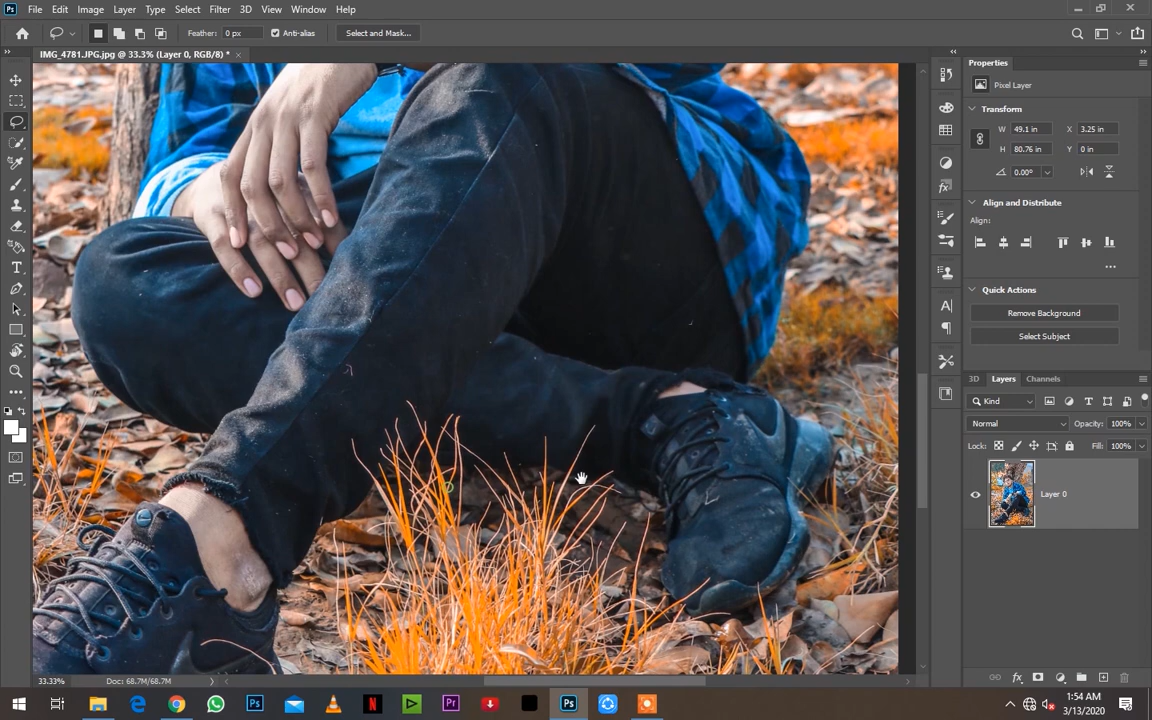 Ps File Edit Image Layer Type Select Filter 3D View Window Help
Feather: 0 px Anti-alias Select and Mask...
IMG_4781.JPG.jpg @ 33.3% (Layer 0, RGB/8) *
Properties
Pixel Layer
Transform
W 49.1 in X 3.25 in
H 80.76 in Y 0 in
0.00°
Align and Distribute
Align:
Quick Actions
Remove Background
Select Subject
3D Layers Channels
Kind
Normal Opacity: 100%
Lock: Fill: 100%
Layer 0
33.33% Doc: 68.7M/68.7M
1:54 AM
3/13/2020